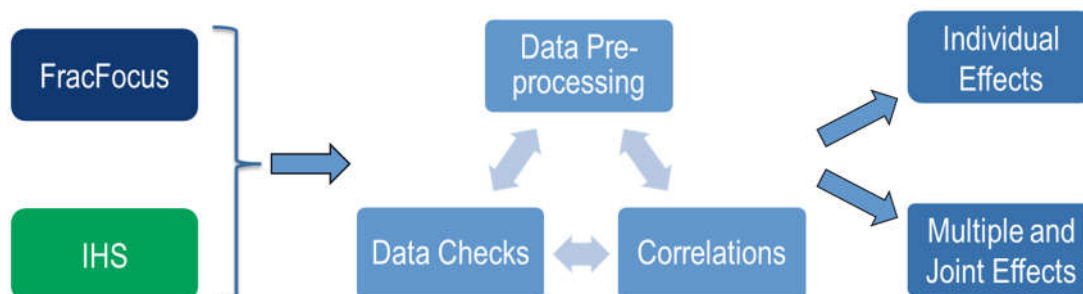 FracFocus
IHS
Data Pre-
processing
Data Checks
Correlations
Individual
Effects
Multiple and
Joint Effects